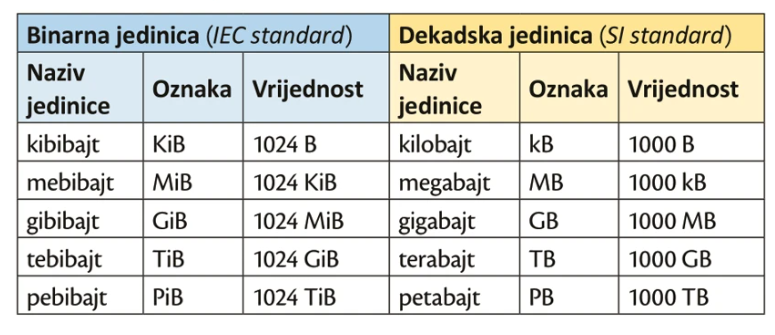 Binarna jedinica (IEC standard) Dekadska jedinica (SI standard)
Naziv jedinice Oznaka Vrijednost Naziv jedinice Oznaka Vrijednost
kibibajt KiB 1024 B kilobajt kB 1000 B
mebibajt MiB 1024 KiB megabajt MB 1000 kB
gibibajt GiB 1024 MiB gigabajt GB 1000 MB
tebibajt TiB 1024 GiB terabajt TB 1000 GB
pebibajt PiB 1024 TiB petabajt PB 1000 TB